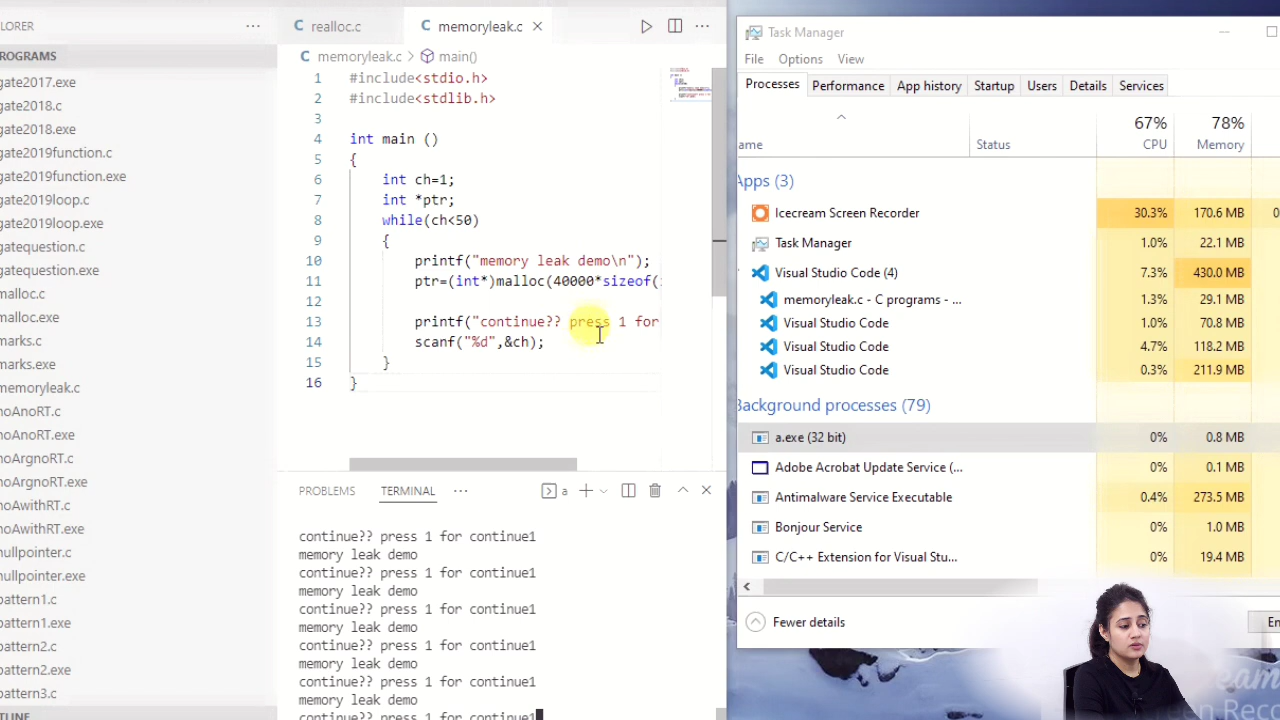 LORER
realloc.c
memoryleak.c
ROGRAMS
memoryleak.c > main()
gate2017.exe
gate2018.c
gate2018.exe
gate2019function.c
gate2019function.exe
gate2019loop.c
gate2019loop.exe
gatequestion.c
gatequestion.exe
malloc.c
malloc.exe
marks.c
marks.exe
memoryleak.c
noAnoRT.c
noAnoRT.exe
noArgnoRT.c
noArgnoRT.exe
noAwithRT.c
noAwithRT.exe
nullpointer.c
nullpointer.exe
pattern1.c
pattern1.exe
pattern2.c
pattern2.exe
pattern3.c
TLINE
1 #include<stdio.h>
2 #include<stdlib.h>
3
4 int main ()
5 {
6 int ch=1;
7 int *ptr;
8 while(ch<50)
9 {
10 printf("memory leak demo\n");
11 ptr=(int*)malloc(40000*sizeof(
12
13 printf("continue?? press 1 for
14 scanf("%d",&ch);
15 }
16 }
PROBLEMS TERMINAL a
continue?? press 1 for continue1
memory leak demo
continue?? press 1 for continue1
memory leak demo
continue?? press 1 for continue1
memory leak demo
continue?? press 1 for continue1
memory leak demo
continue?? press 1 for continue1
memory leak demo
continue?? press 1 for continue1
Task Manager
File Options View
Processes Performance App history Startup Users Details Services
67% 78%
ame Status CPU Memory
Apps (3)
Icecream Screen Recorder 30.3% 170.6 MB 0
Task Manager 1.0% 22.1 MB
Visual Studio Code (4) 7.3% 430.0 MB
memoryleak.c - C programs - ... 1.3% 29.1 MB
Visual Studio Code 1.0% 70.8 MB
Visual Studio Code 4.7% 118.2 MB
Visual Studio Code 0.3% 211.9 MB
Background processes (79)
a.exe (32 bit) 0% 0.8 MB
Adobe Acrobat Update Service (... 0% 0.1 MB
Antimalware Service Executable 0.4% 273.5 MB
Bonjour Service 0% 1.0 MB
C/C++ Extension for Visual Stu... 0% 19.4 MB
Fewer details
En